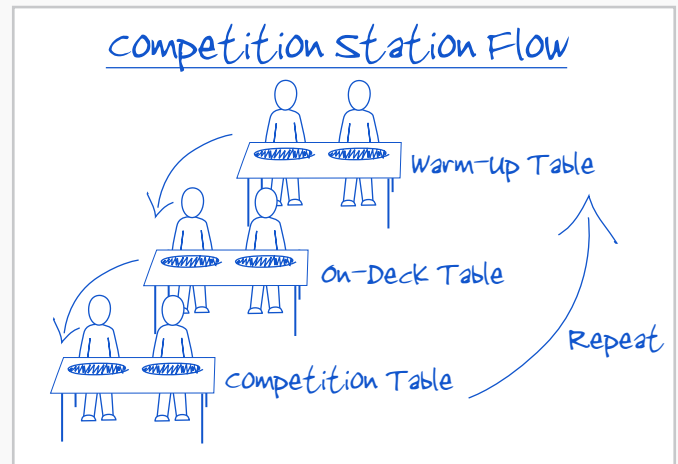 Competition Station Flow
Warm-Up Table
On-Deck Table
Repeat
Competition Table